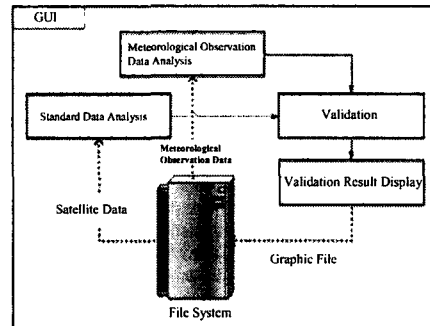 GUI
Meteorological Observation
Data Analysis
Standard Data Analysis
Validation
Meteorological
Observation Data
Validation Result Display
Satellite Data
Graphic File
File System